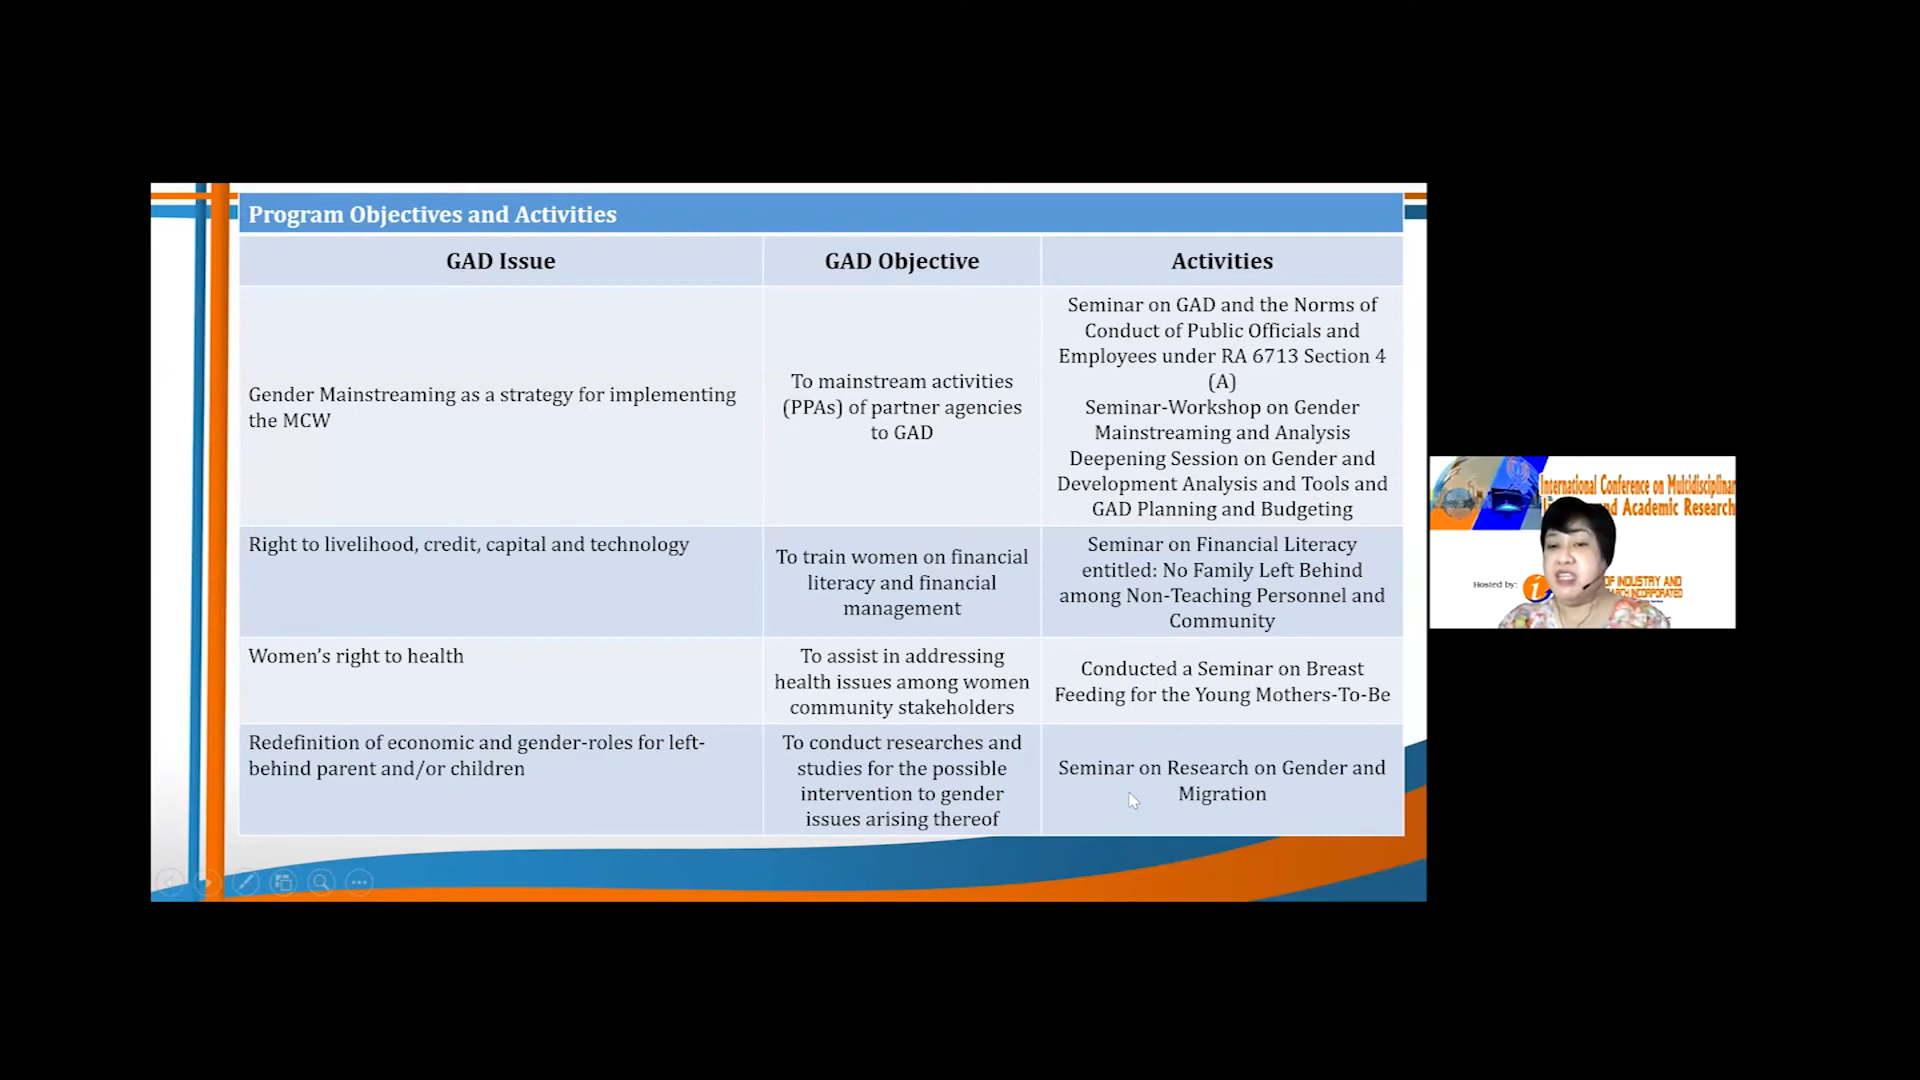 Program Objectives and Activities
GAD Issue
GAD Objective
Activities
Gender Mainstreaming as a strategy for implementing
the MCW
To mainstream activities
(PPAs) of partner agencies
to GAD
Seminar on GAD and the Norms of
Conduct of Public Officials and
Employees under RA 6713 Section 4
(A)
Seminar-Workshop on Gender
Mainstreaming and Analysis
Deepening Session on Gender and
Development Analysis and Tools and
GAD Planning and Budgeting
Right to livelihood, credit, capital and technology
To train women on financial
literacy and financial
management
Seminar on Financial Literacy
entitled: No Family Left Behind
among Non-Teaching Personnel and
Community
Women's right to health
To assist in addressing
health issues among women
community stakeholders
Conducted a Seminar on Breast
Feeding for the Young Mothers-To-Be
Redefinition of economic and gender-roles for left-
behind parent and/or children
To conduct researches and
studies for the possible
intervention to gender
issues arising thereof
Seminar on Research on Gender and
Migration
International Conference on
Academic Research
Hosted by:
OF INDUSTRY AND
INCORPORATED